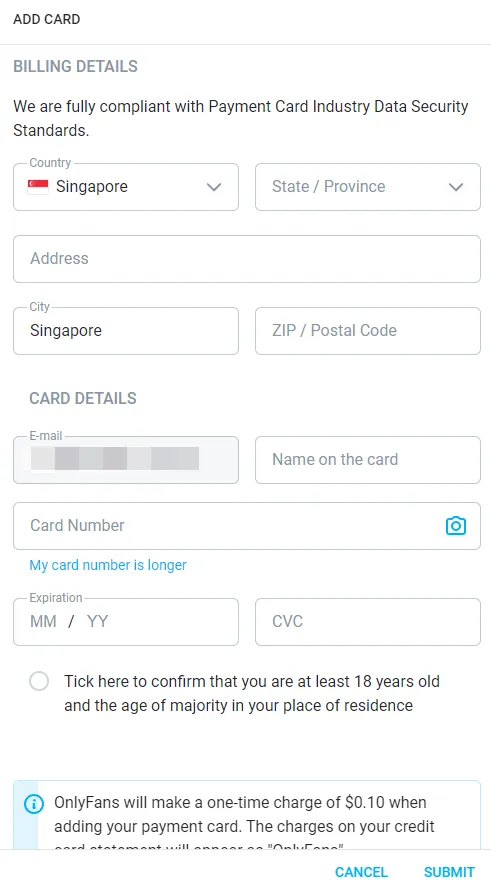 ADD CARD
BILLING DETAILS
We are fully compliant with Payment Card Industry Data Security
Standards.
Country
Singapore
State / Province
Address
City
Singapore
ZIP / Postal Code
CARD DETAILS
E-mail
Name on the card
Card Number
My card number is longer
Expiration
MM / YY
CVC
Tick here to confirm that you are at least 18 years old
and the age of majority in your place of residence
OnlyFans will make a one-time charge of $0.10 when
adding your payment card. The charges on your credit
card statement will appear as "OnlyFans"
CANCEL
SUBMIT